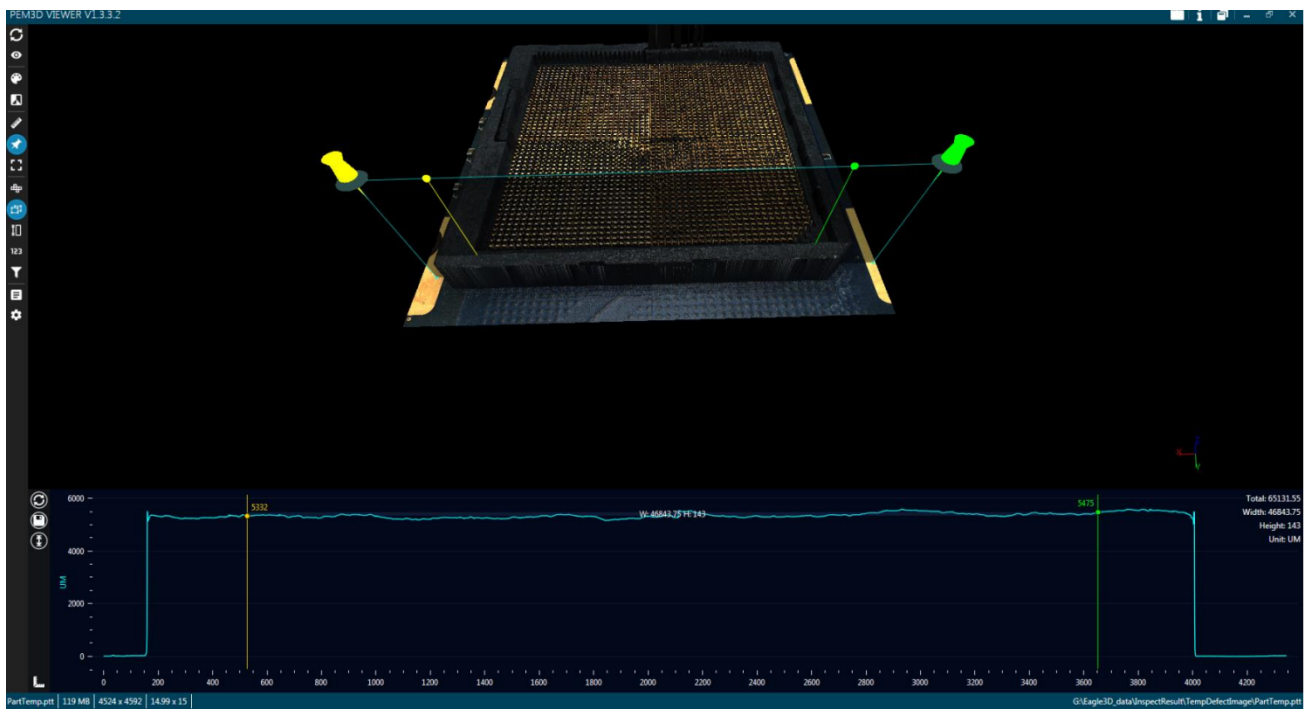 PEM3D VIEWER V1.3.3.2
123
X
Z
Y
6000
4000
2000
0
UM
5332
W: 46843.75 H: 143
5475
Total: 65131.55
Width: 46843.75
Height: 143
Unit: UM
0 200 400 600 800 1000 1200 1400 1600 1800 2000 2200 2400 2600 2800 3000 3200 3400 3600 3800 4000 4200
PartTemp.ptt 119 MB 4524 x 4592 14.99 x 15 G:\Eagle3D_data\InspectResult\TempDefectImage\PartTemp.ptt